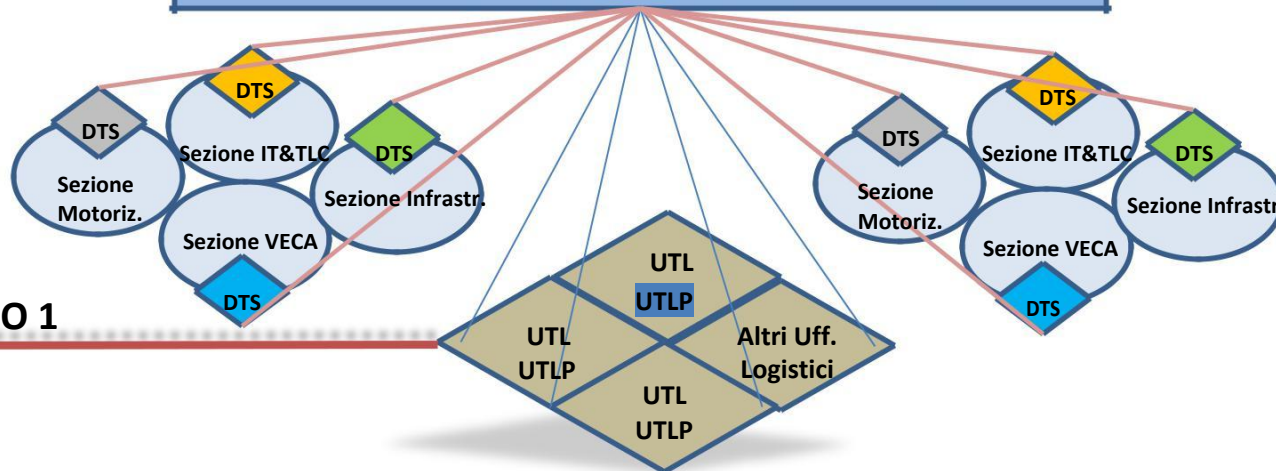 DTS
Sezione IT&TLC
DTS
Sezione
Motoriz.
DTS
Sezione Infrastr.
Sezione VECA
DTS
DTS
Sezione IT&TLC
DTS
Sezione
Motoriz.
DTS
Sezione Infrastr
Sezione VECA
DTS
O 1
UTL
UTLP
UTL
UTLP
Altri Uff.
Logistici
UTL
UTLP